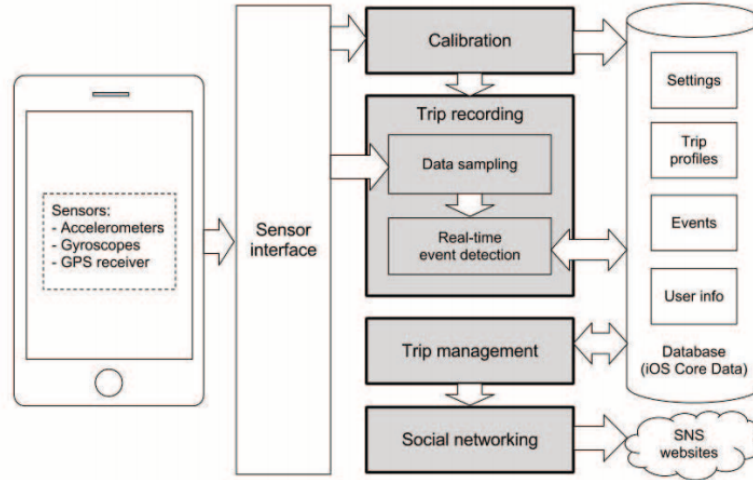 Sensors:
- Accelerometers
- Gyroscopes
- GPS receiver
Sensor
interface
Calibration
Trip recording
Data sampling
Real-time
event detection
Trip management
Social networking
Settings
Trip
profiles
Events
User info
Database
(iOS Core Data)
SNS
websites